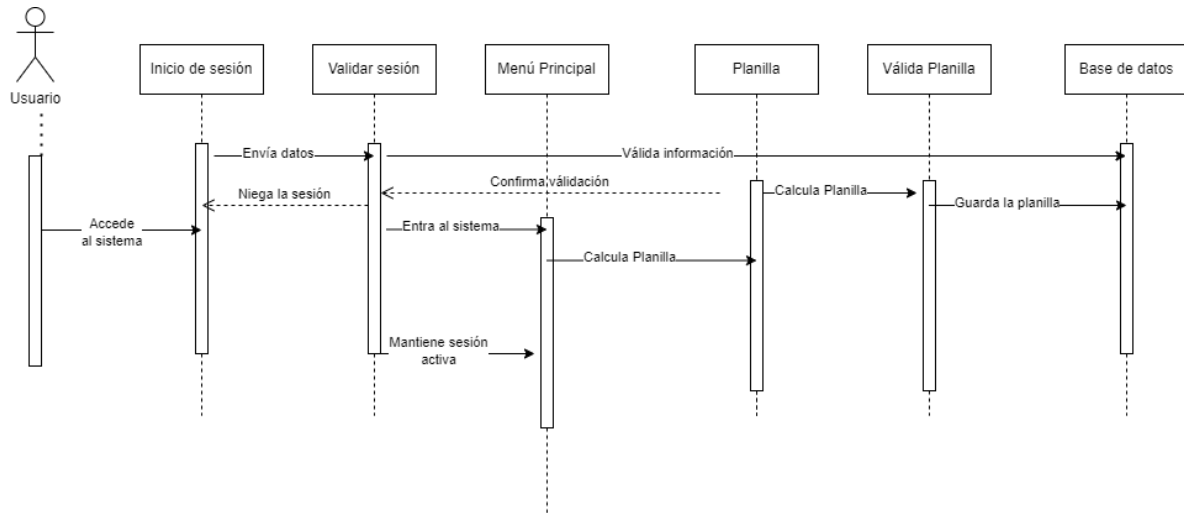 Usuario
Inicio de sesión
Validar sesión
Menú Principal
Planilla
Válida Planilla
Base de datos
Envía datos
Válida información
Confirma válidación
Niega la sesión
Calcula Planilla
Guarda la planilla
Accede
al sistema
Entra al sistema
Calcula Planilla
Mantiene sesión
activa